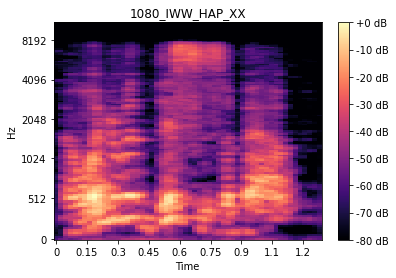 1080_IWW_HAP_XX
+0 dB
8192
-10 dB
4096
-20 dB
-30 dB
2048
Hz
-40 dB
1024
-50 dB
512
-60 dB
-70 dB
0
-80 dB
0 0.15 0.3 0.45 0.6 0.75 0.9 1.1 1.2
Time